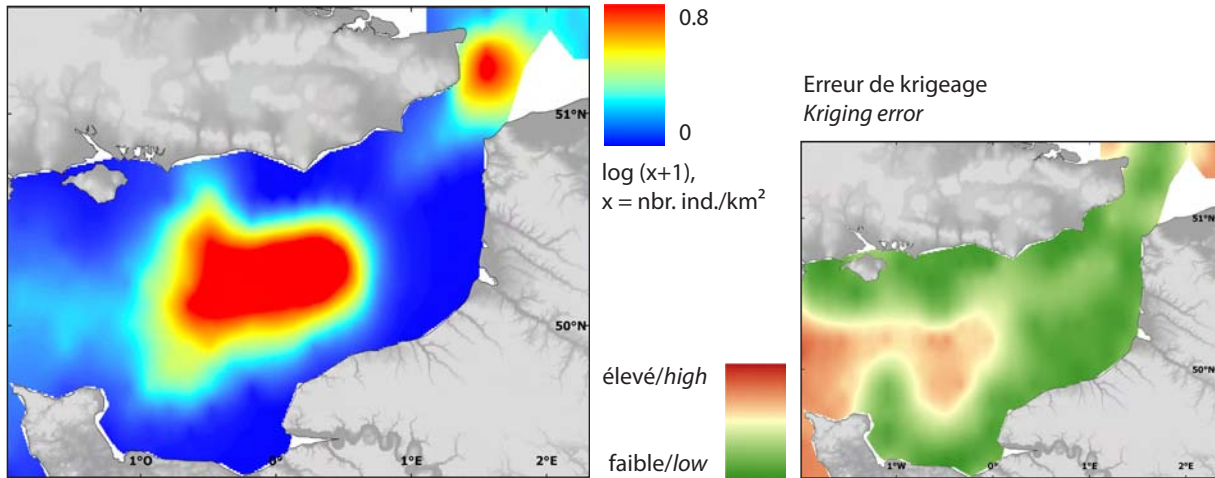 51°N
50°N
1°O
0°
1°E
2°E
0.8
0
log (x+1),
x = nbr. ind./km²
Erreur de krigeage
Kriging error
élevé/high
faible/low
51°N
50°N
1°W
0°
1°E
2°E